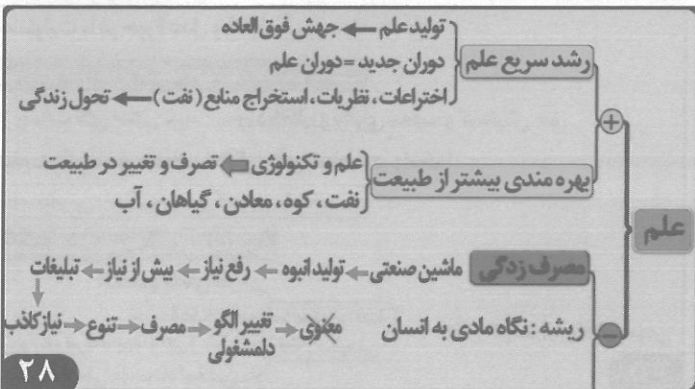 علم
+
رشد سریع علم
تولید علم ← جهش فوق العاده
دوران جدید = دوران علم
اختراعات ، نظریات ، استخراج منابع ( نفت ) ← تحول زندگی
بهره مندی بیشتر از طبیعت
علم و تکنولوژی ← تصرف و تغییر در طبیعت
نفت ، کوه ، معادن ، گیاهان ، آب
-
مصرف زدگی
ماشین صنعتی ← تولید انبوه ← رفع نیاز ← بیش از نیاز ← تبلیغات
ریشه : نگاه مادی به انسان
نیاز کاذب → تنوع → مصرف → تغییر الگو دلمشغولی → معنوی
۲۸